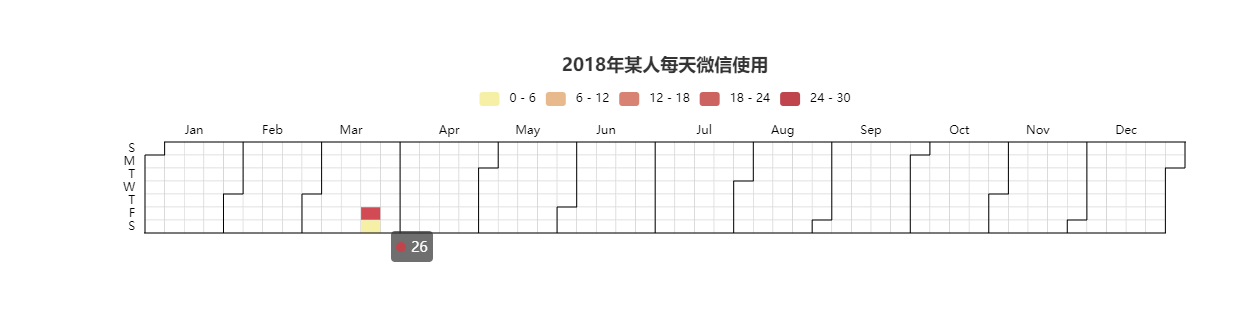 2018年某人每天微信使用
0 - 6 6 - 12 12 - 18 18 - 24 24 - 30
Jan Feb Mar Apr May Jun Jul Aug Sep Oct Nov Dec
S
M
T
W
T
F
S
26